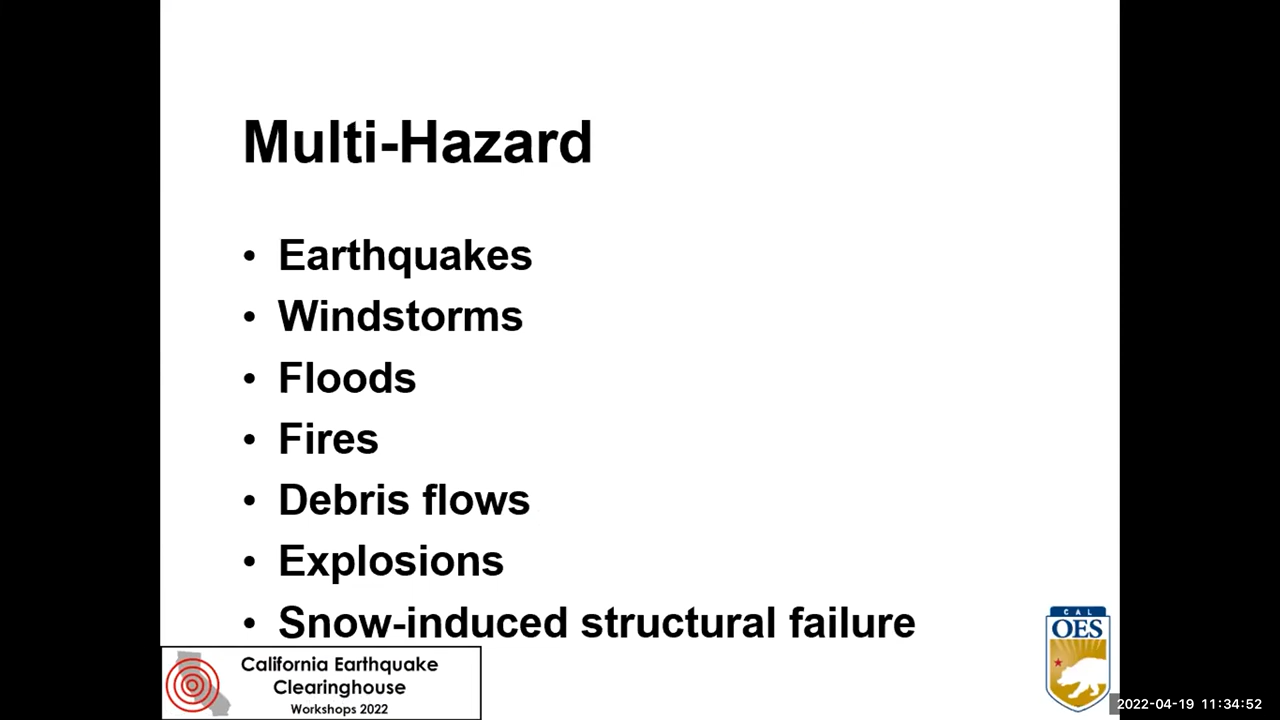 Multi-Hazard
• Earthquakes
• Windstorms
• Floods
• Fires
• Debris flows
• Explosions
• Snow-induced structural failure
California Earthquake
Clearinghouse
Workshops 2022
CAL
OES
2022-04-19 11:34:52